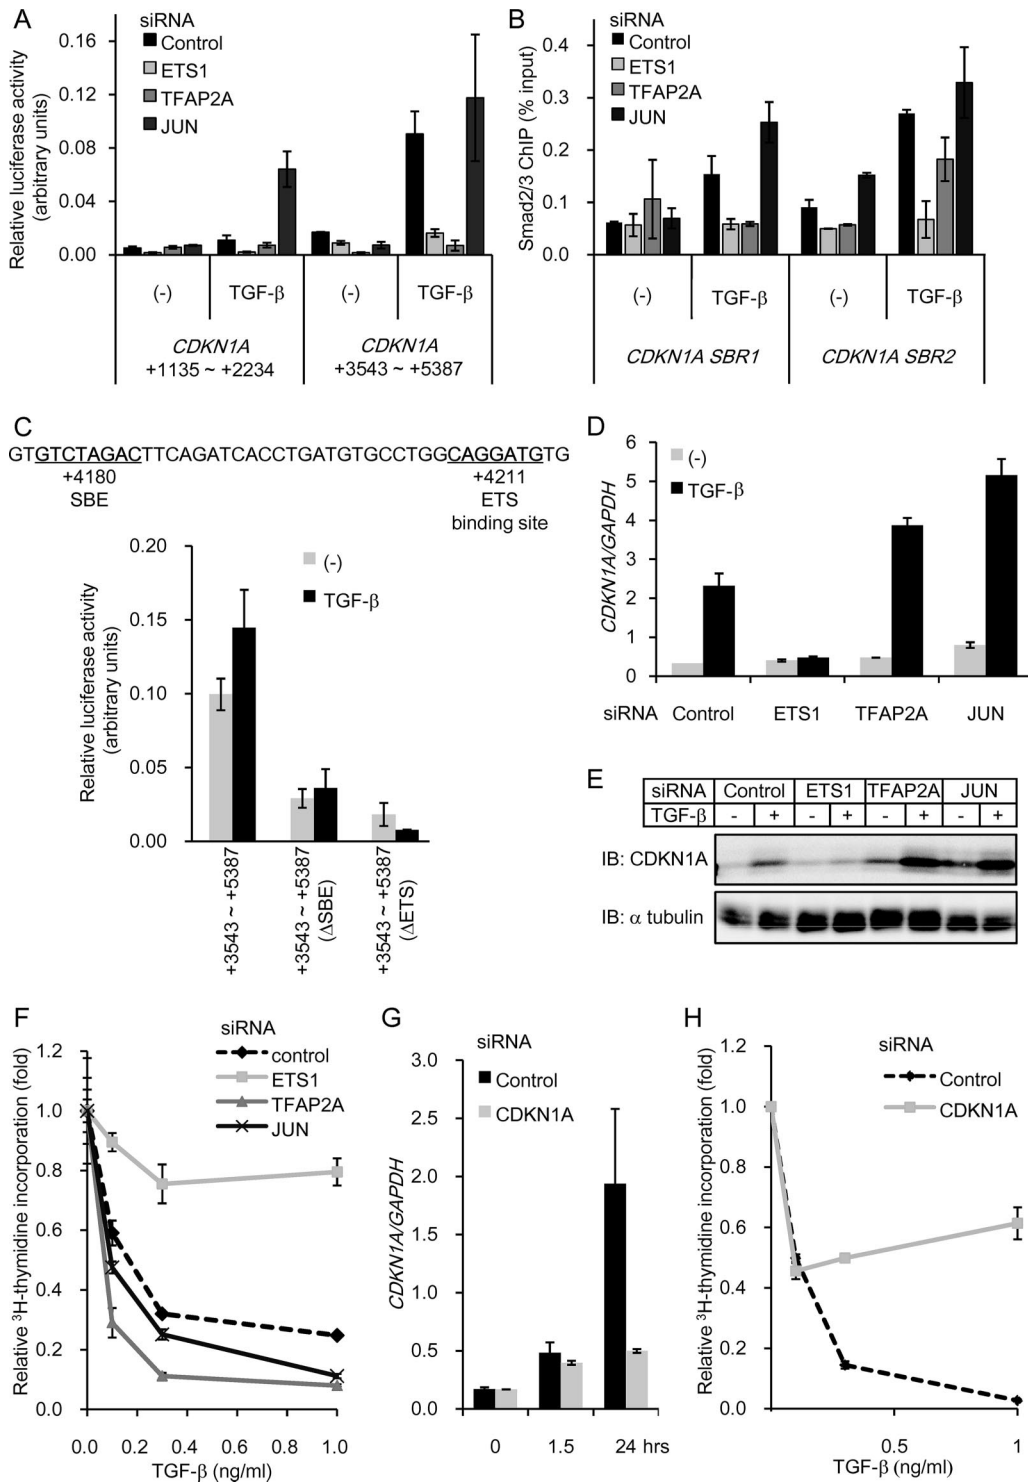 A
siRNA
Control
ETS1
TFAP2A
JUN
Relative luciferase activity
(arbitrary units)
0.16
0.12
0.08
0.04
0.00
(-) TGF-β (-) TGF-β
CDKN1A CDKN1A
+1135 ~ +2234 +3543 ~ +5387
B
siRNA
Control
ETS1
TFAP2A
JUN
Smad2/3 ChIP (% input)
0.4
0.3
0.2
0.1
0
(-) TGF-β (-) TGF-β
CDKN1A SBR1 CDKN1A SBR2
C
GTGTCTAGACTTCAGATCACCTGATGTGCCTGGCAGGATGTG
+4180 +4211
SBE ETS
binding site
Relative luciferase activity
(arbitrary units)
0.20
0.15
0.10
0.05
0.00
(-)
TGF-β
+3543 ~ +5387
+3543 ~ +5387
(ΔSBE)
+3543 ~ +5387
(ΔETS)
D
CDKN1A/GAPDH
6
5
4
3
2
1
0
(-)
TGF-β
siRNA Control ETS1 TFAP2A JUN
E
siRNA Control ETS1 TFAP2A JUN
TGF-β - + - + - + - +
IB: CDKN1A
IB: α tubulin
F
siRNA
control
ETS1
TFAP2A
JUN
Relative ³H-thymidine incorporation (fold)
1.2
1.0
0.8
0.6
0.4
0.2
0.0
0.0 0.2 0.4 0.6 0.8 1.0
TGF-β (ng/ml)
G
siRNA
Control
CDKN1A
CDKN1A/GAPDH
3.0
2.5
2.0
1.5
1.0
0.5
0.0
0 1.5 24 hrs
H
siRNA
Control
CDKN1A
Relative ³H-thymidine incorporation (fold)
1.2
1.0
0.8
0.6
0.4
0.2
0.0
0.5 1
TGF-β (ng/ml)